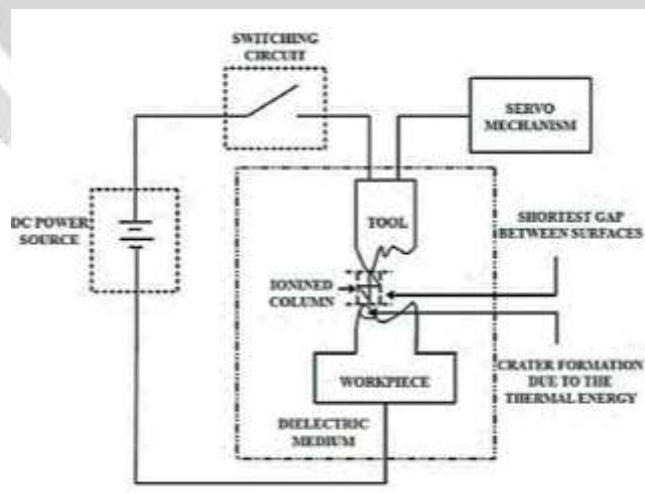 SWITCHING
CIRCUIT
SERVO
MECHANISM
DC POWER
SOURCE
TOOL
SHORTEST GAP
BETWEEN SURFACES
IONINED
COLUMN
WORKPIECE
CRATER FORMATION
DUE TO THE
THERMAL ENERGY
DIELECTRIC
MEDIUM